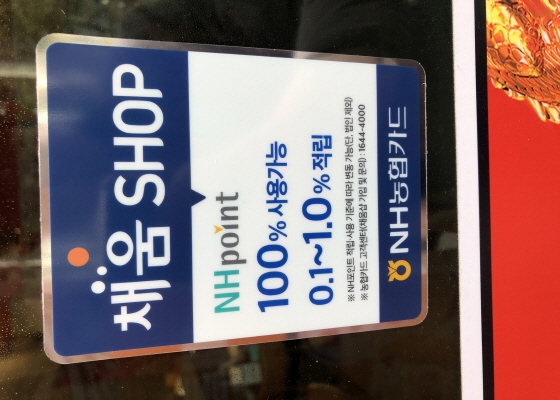 채움 SHOP
NHpoint
100% 사용가능
0.1~1.0% 적립
※ NH포인트 적립·사용 기준에 따라 변동 가능(단, 법인 제외)
※ 농협카드 고객센터(채움샵 가입 및 문의) : 1644-4000
NH농협카드